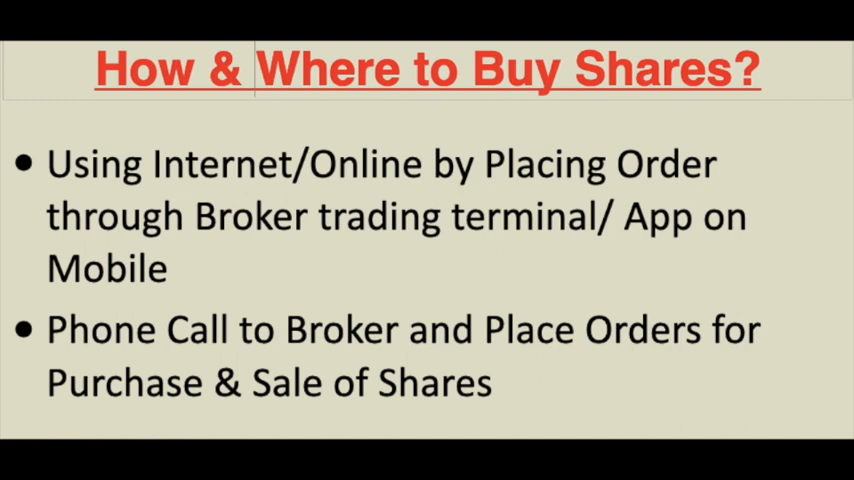 How & Where to Buy Shares?
• Using Internet/Online by Placing Order
through Broker trading terminal/ App on
Mobile
• Phone Call to Broker and Place Orders for
Purchase & Sale of Shares